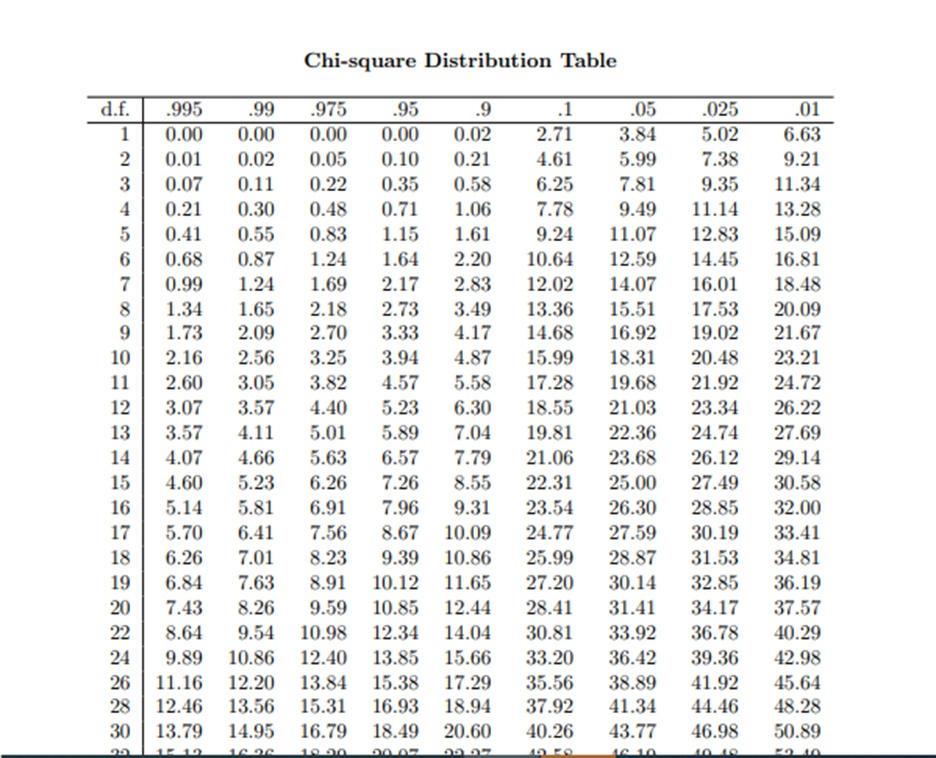 Chi-square Distribution Table
d.f. .995 .99 .975 .95 .9 .1 .05 .025 .01
1 0.00 0.00 0.00 0.00 0.02 2.71 3.84 5.02 6.63
2 0.01 0.02 0.05 0.10 0.21 4.61 5.99 7.38 9.21
3 0.07 0.11 0.22 0.35 0.58 6.25 7.81 9.35 11.34
4 0.21 0.30 0.48 0.71 1.06 7.78 9.49 11.14 13.28
5 0.41 0.55 0.83 1.15 1.61 9.24 11.07 12.83 15.09
6 0.68 0.87 1.24 1.64 2.20 10.64 12.59 14.45 16.81
7 0.99 1.24 1.69 2.17 2.83 12.02 14.07 16.01 18.48
8 1.34 1.65 2.18 2.73 3.49 13.36 15.51 17.53 20.09
9 1.73 2.09 2.70 3.33 4.17 14.68 16.92 19.02 21.67
10 2.16 2.56 3.25 3.94 4.87 15.99 18.31 20.48 23.21
11 2.60 3.05 3.82 4.57 5.58 17.28 19.68 21.92 24.72
12 3.07 3.57 4.40 5.23 6.30 18.55 21.03 23.34 26.22
13 3.57 4.11 5.01 5.89 7.04 19.81 22.36 24.74 27.69
14 4.07 4.66 5.63 6.57 7.79 21.06 23.68 26.12 29.14
15 4.60 5.23 6.26 7.26 8.55 22.31 25.00 27.49 30.58
16 5.14 5.81 6.91 7.96 9.31 23.54 26.30 28.85 32.00
17 5.70 6.41 7.56 8.67 10.09 24.77 27.59 30.19 33.41
18 6.26 7.01 8.23 9.39 10.86 25.99 28.87 31.53 34.81
19 6.84 7.63 8.91 10.12 11.65 27.20 30.14 32.85 36.19
20 7.43 8.26 9.59 10.85 12.44 28.41 31.41 34.17 37.57
22 8.64 9.54 10.98 12.34 14.04 30.81 33.92 36.78 40.29
24 9.89 10.86 12.40 13.85 15.66 33.20 36.42 39.36 42.98
26 11.16 12.20 13.84 15.38 17.29 35.56 38.89 41.92 45.64
28 12.46 13.56 15.31 16.93 18.94 37.92 41.34 44.46 48.28
30 13.79 14.95 16.79 18.49 20.60 40.26 43.77 46.98 50.89